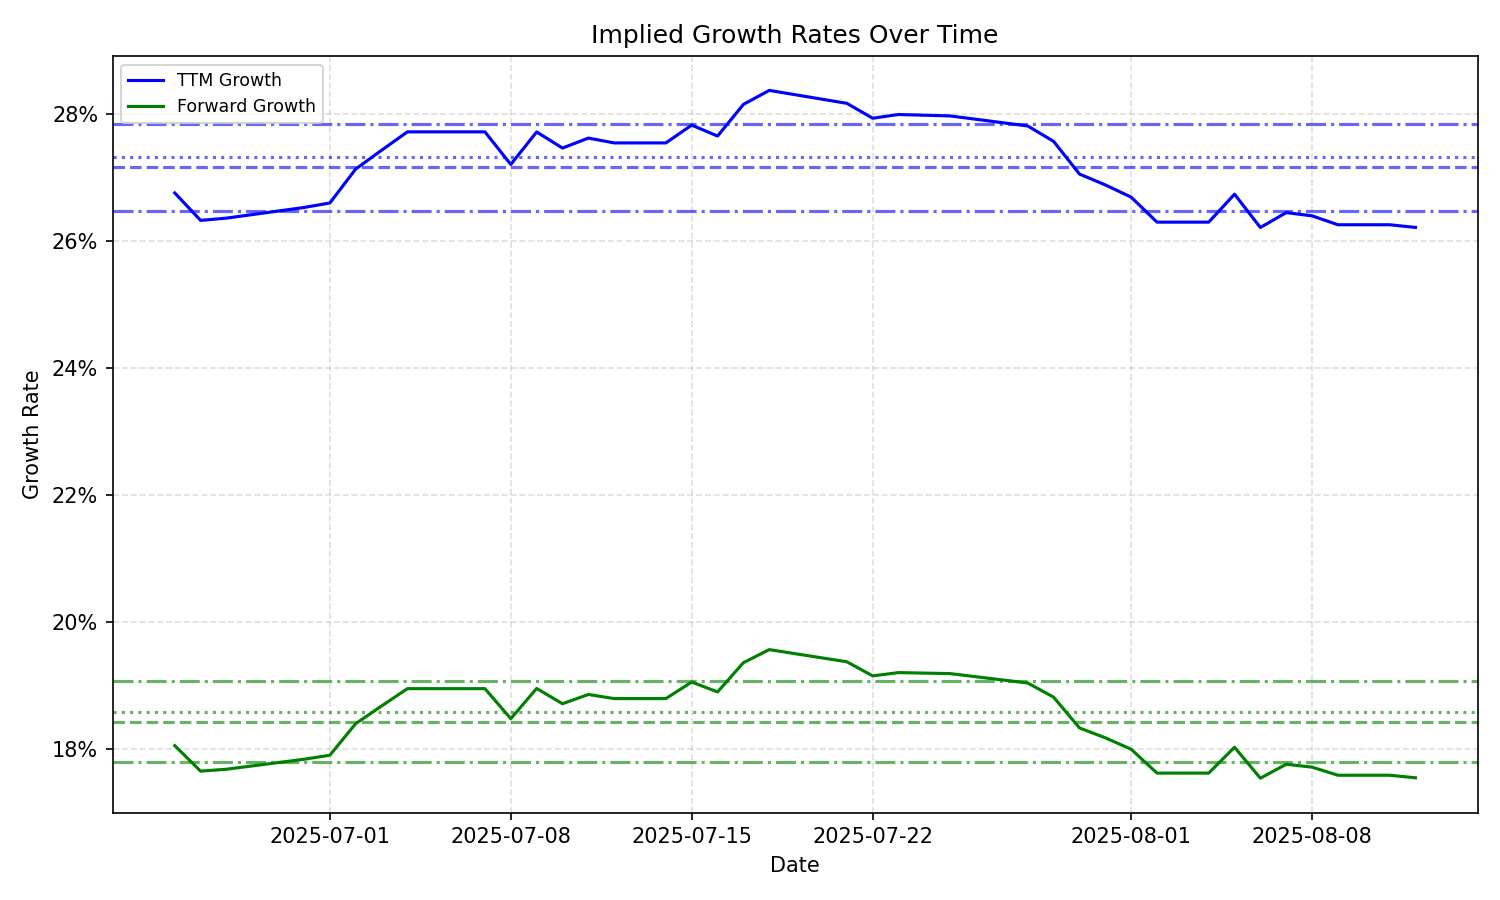 Implied Growth Rates Over Time
TTM Growth
Forward Growth
28%
26%
24%
22%
20%
18%
Growth Rate
2025-07-01
2025-07-08
2025-07-15
2025-07-22
2025-08-01
2025-08-08
Date